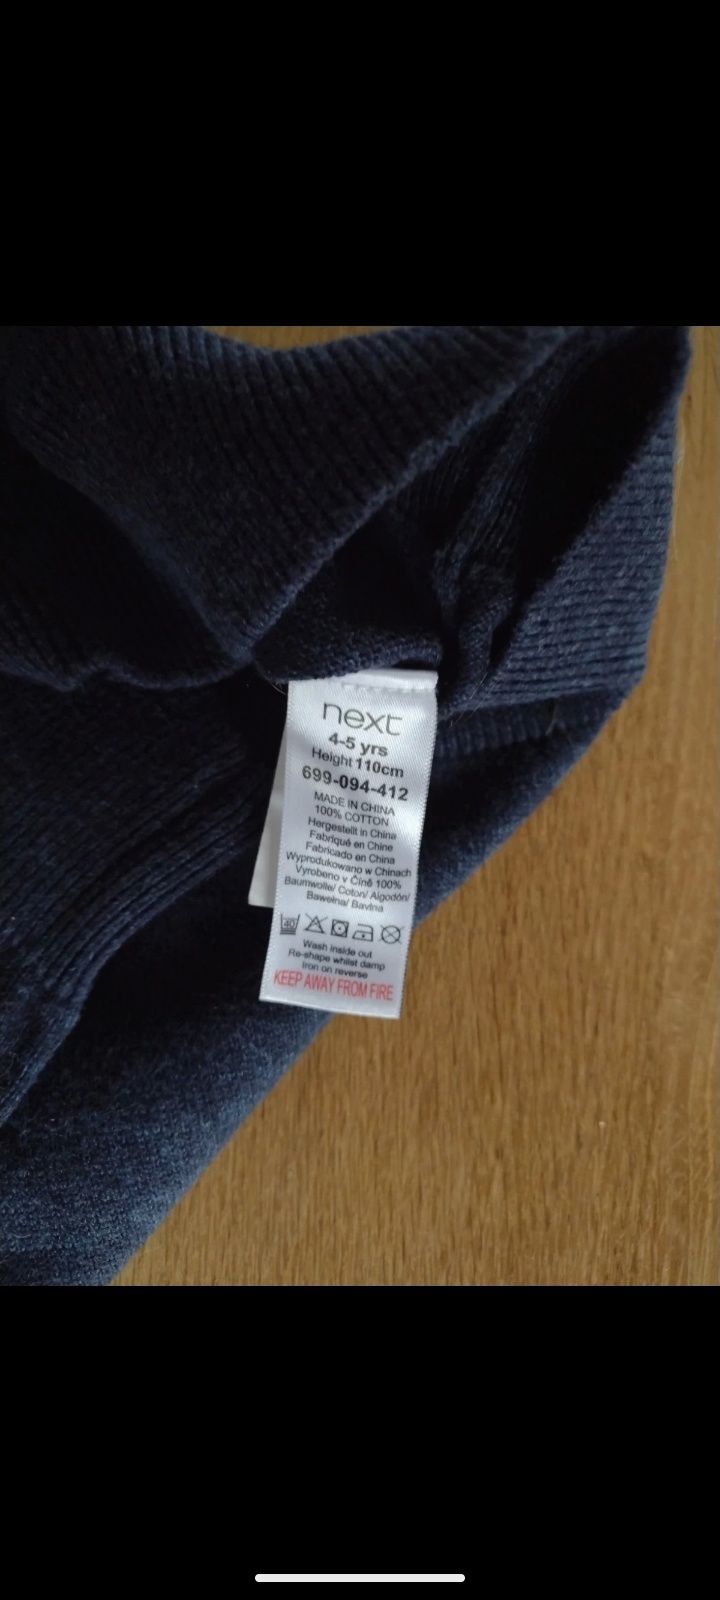 next
4-5 yrs
Height 110cm
699-094-412
MADE IN CHINA
100% COTTON
Hergestellt in China
Fabriqué en Chine
Fabricado en China
Wyprodukowano w Chinach
Vyrobeno v Číně 100%
Baumwolle/ Coton/ Algodón/
Bawełna/ Bavlna
40
Wash inside out
Re-shape whilst damp
Iron on reverse
KEEP AWAY FROM FIRE